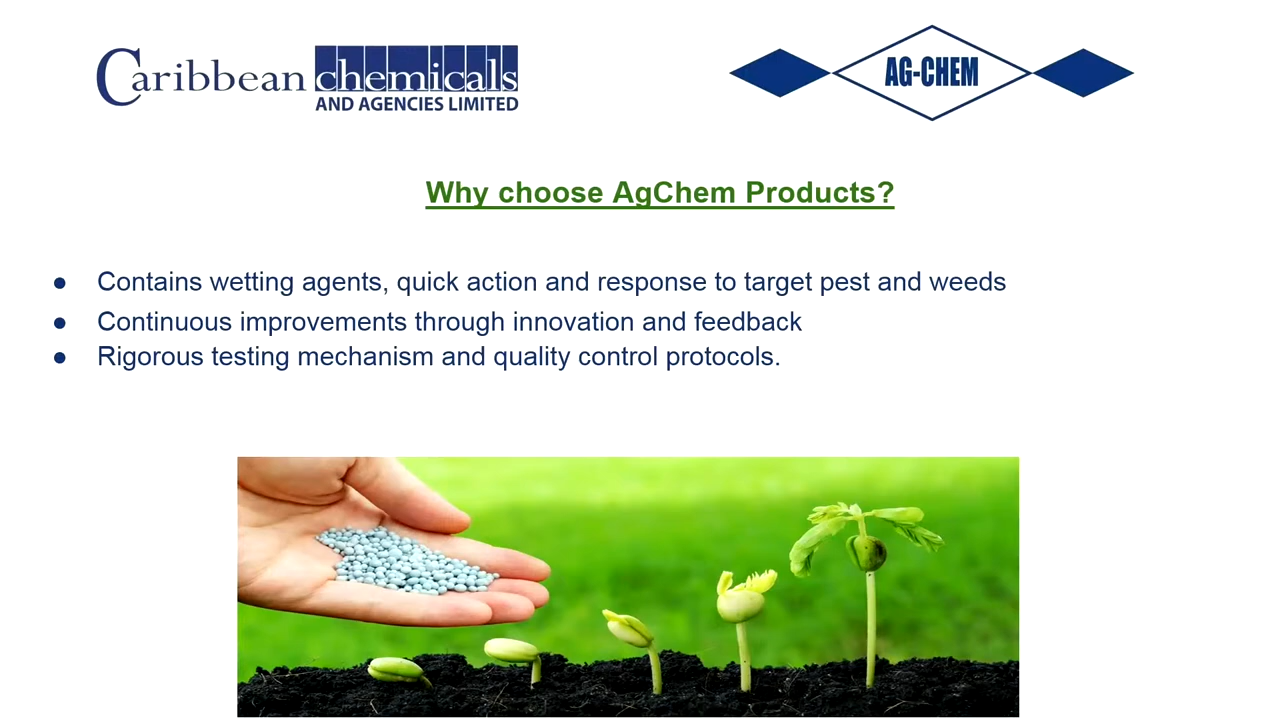 Caribbean chemicals
AND AGENCIES LIMITED
AG-CHEM
Why choose AgChem Products?
● Contains wetting agents, quick action and response to target pest and weeds
● Continuous improvements through innovation and feedback
● Rigorous testing mechanism and quality control protocols.